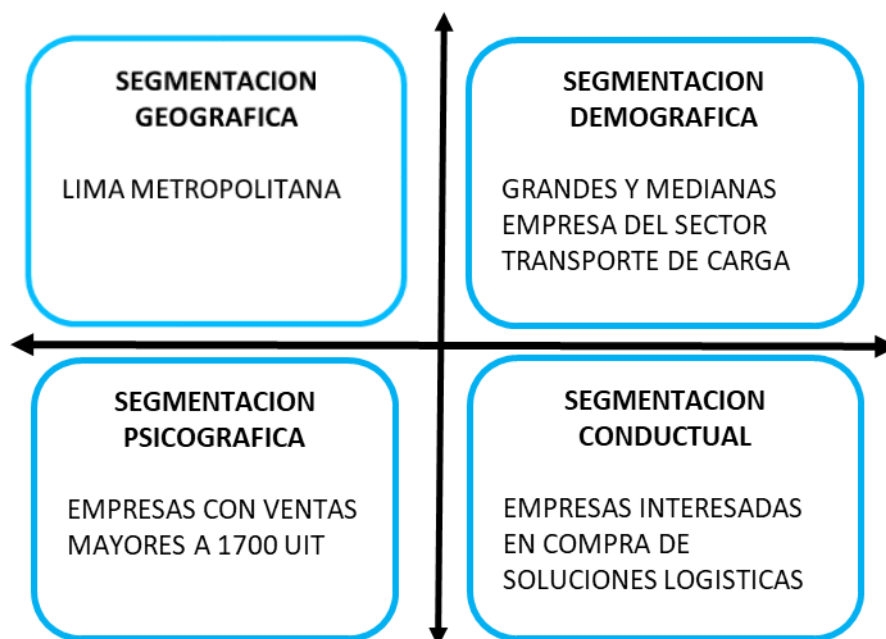 SEGMENTACION
GEOGRAFICA
LIMA METROPOLITANA
SEGMENTACION
DEMOGRAFICA
GRANDES Y MEDIANAS
EMPRESA DEL SECTOR
TRANSPORTE DE CARGA
SEGMENTACION
PSICOGRAFICA
EMPRESAS CON VENTAS
MAYORES A 1700 UIT
SEGMENTACION
CONDUCTUAL
EMPRESAS INTERESADAS
EN COMPRA DE
SOLUCIONES LOGISTICAS